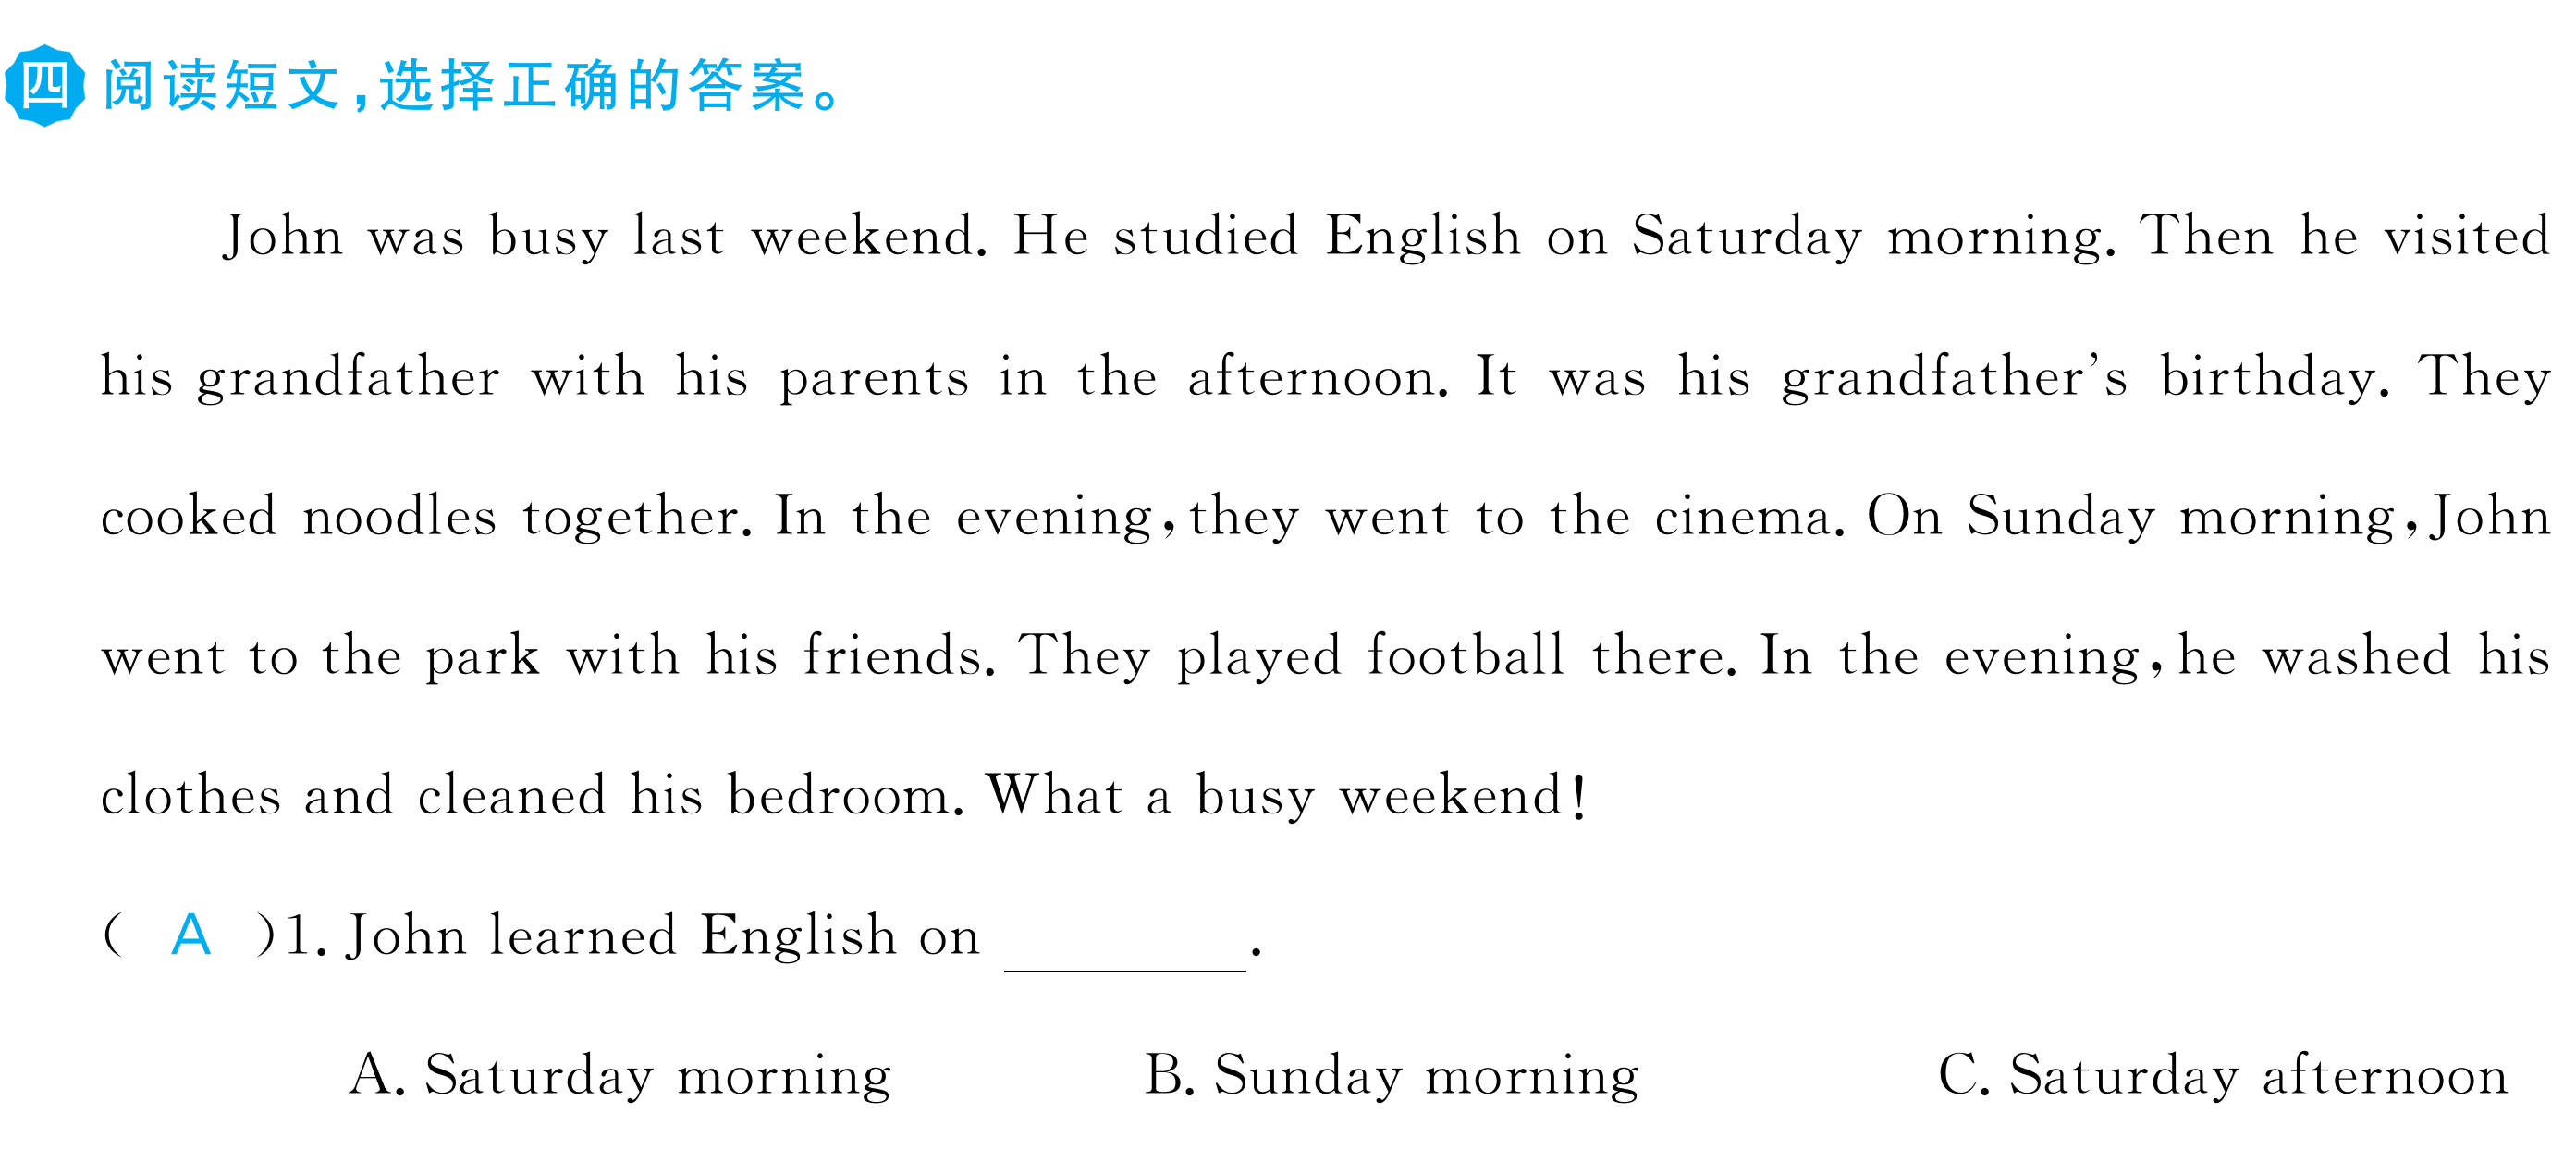 四 阅读短文,选择正确的答案。
John was busy last weekend. He studied English on Saturday morning. Then he visited
his grandfather with his parents in the afternoon. It was his grandfather's birthday. They
cooked noodles together. In the evening, they went to the cinema. On Sunday morning, John
went to the park with his friends. They played football there. In the evening, he washed his
clothes and cleaned his bedroom. What a busy weekend!
( A )1. John learned English on ________.
A. Saturday morning B. Sunday morning C. Saturday afternoon